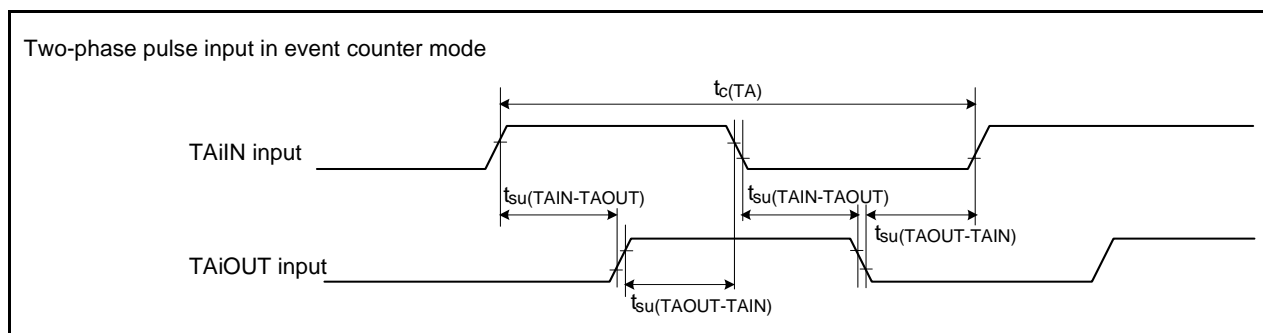 Two-phase pulse input in event counter mode
tc(TA)
TAiIN input
tsu(TAIN-TAOUT)
tsu(TAIN-TAOUT)
tsu(TAOUT-TAIN)
TAiOUT input
tsu(TAOUT-TAIN)